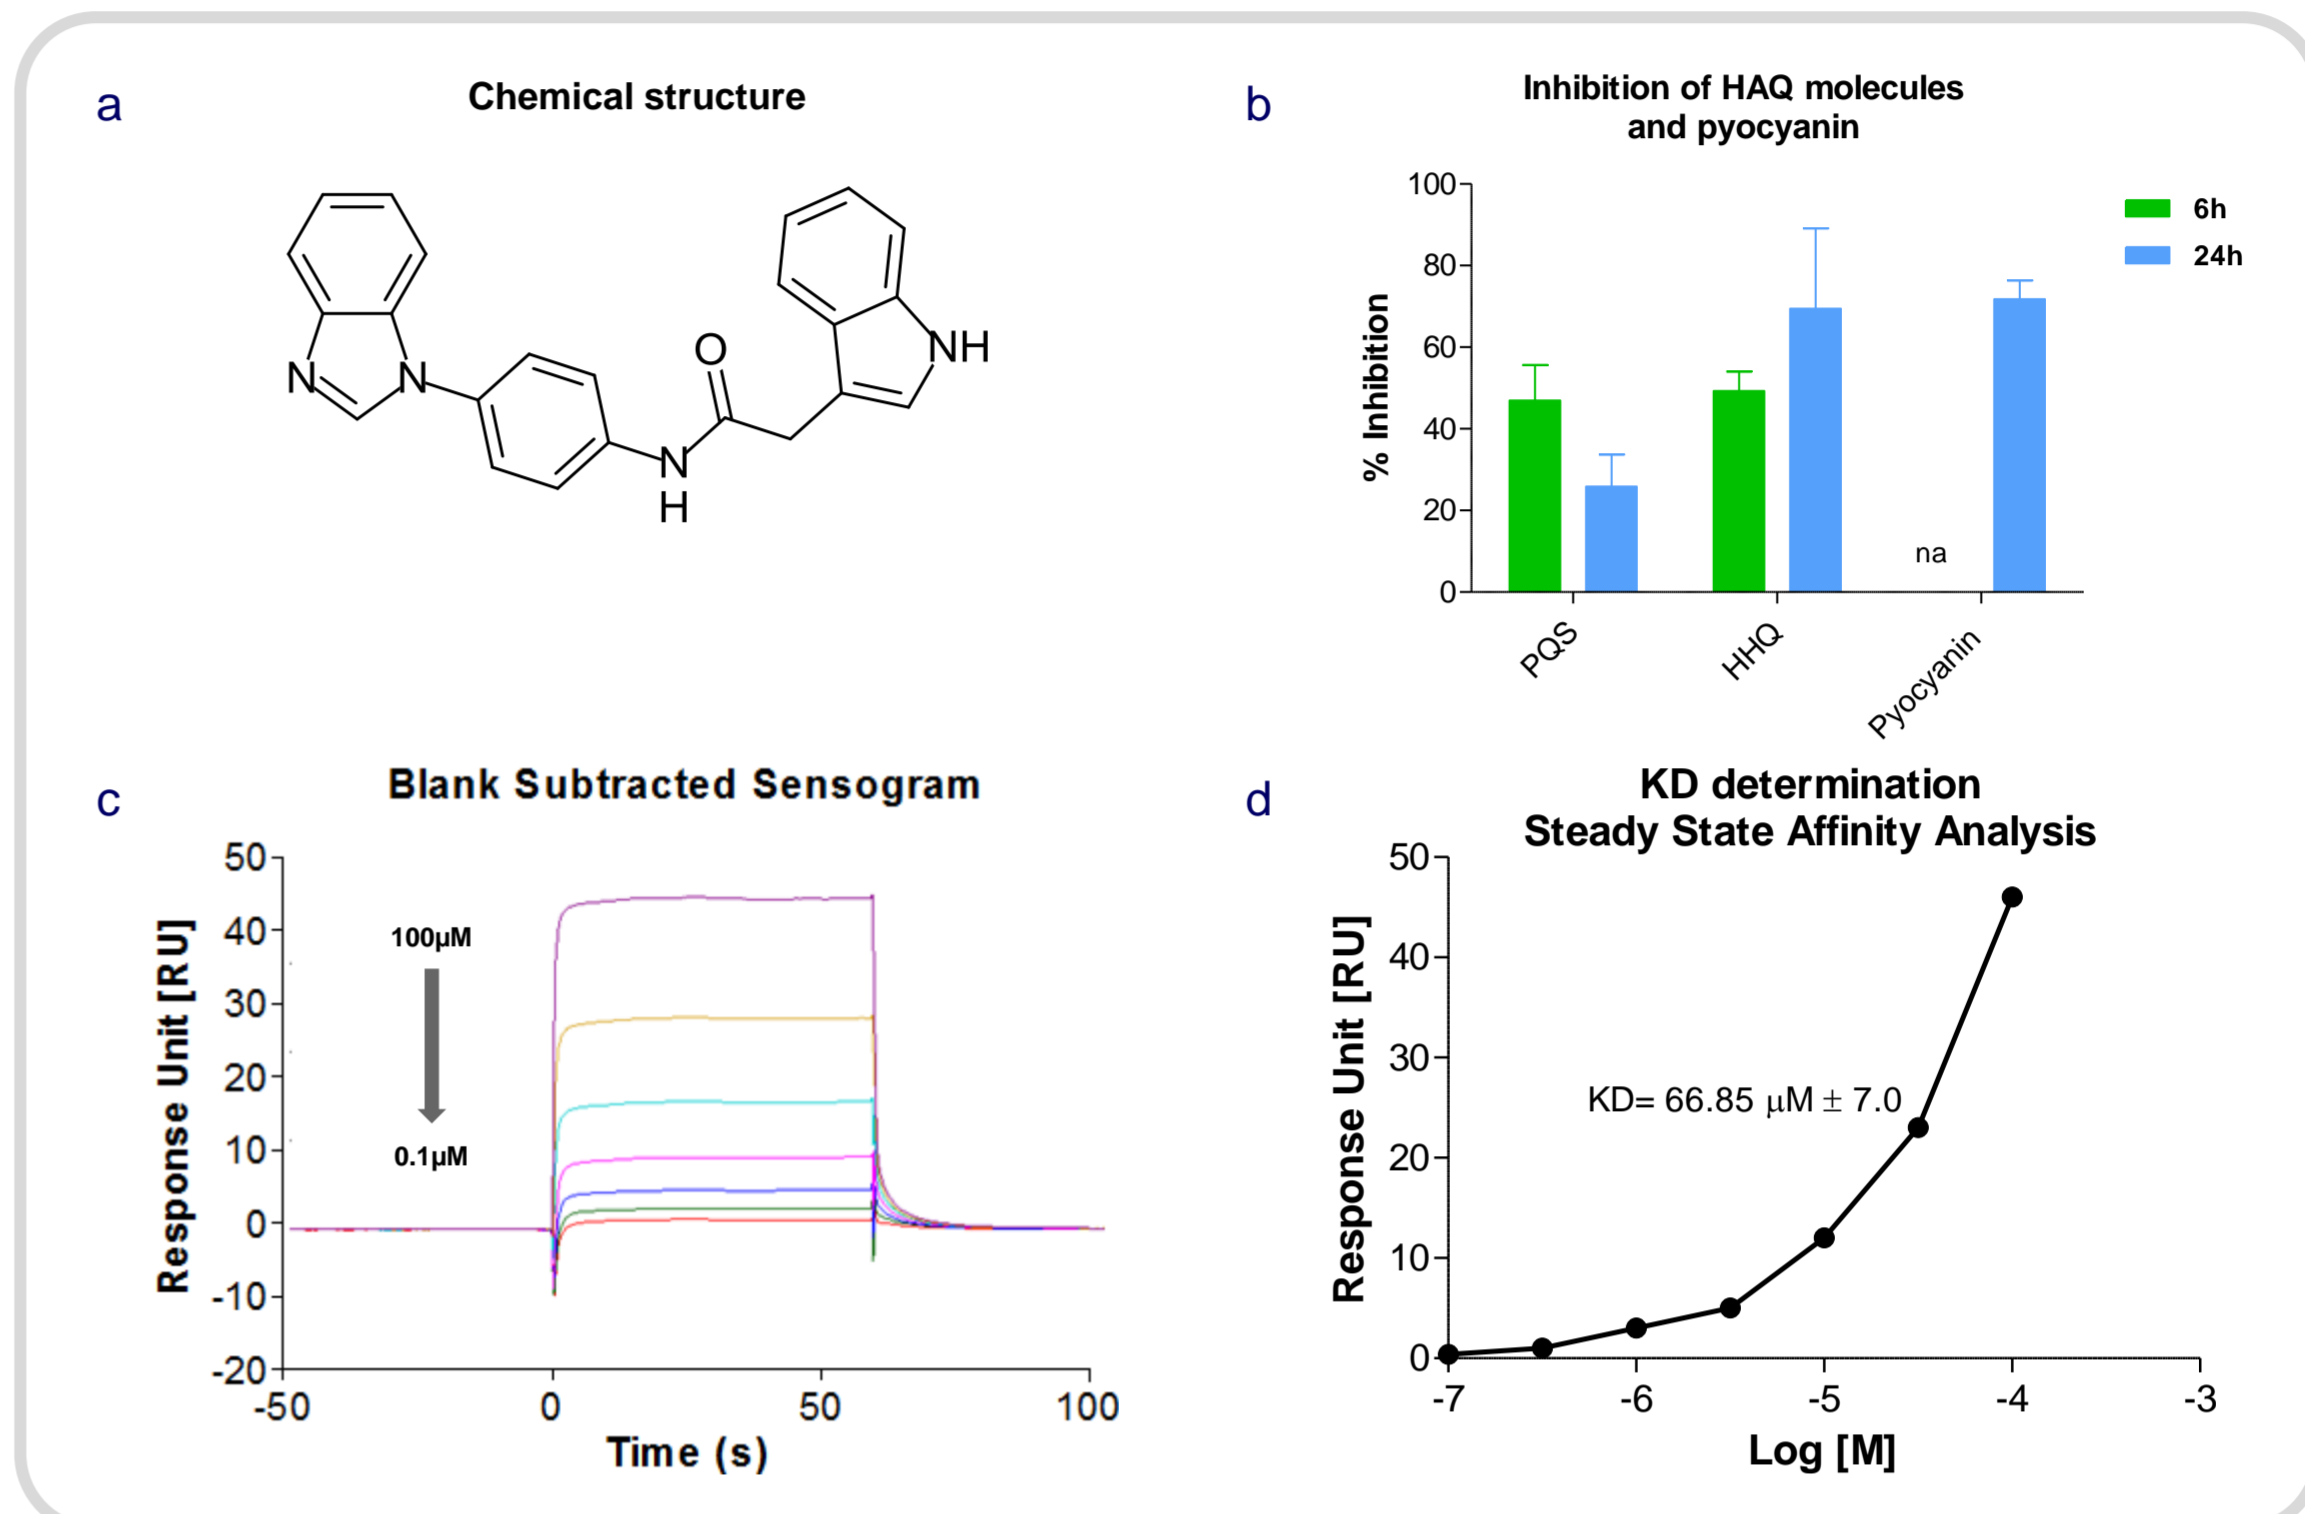 a
Chemical structure
N
N
O
N
H
NH
b
Inhibition of HAQ molecules
and pyocyanin
% Inhibition
100
80
60
40
20
0
na
PQS
HHQ
Pyocyanin
6h
24h
c
Blank Subtracted Sensogram
Response Unit [RU]
50
40
30
20
10
0
-10
-20
100µM
0.1µM
-50
0
50
100
Time (s)
d
KD determination
Steady State Affinity Analysis
Response Unit [RU]
50
40
30
20
10
0
KD= 66.85 µM ± 7.0
-7
-6
-5
-4
-3
Log [M]